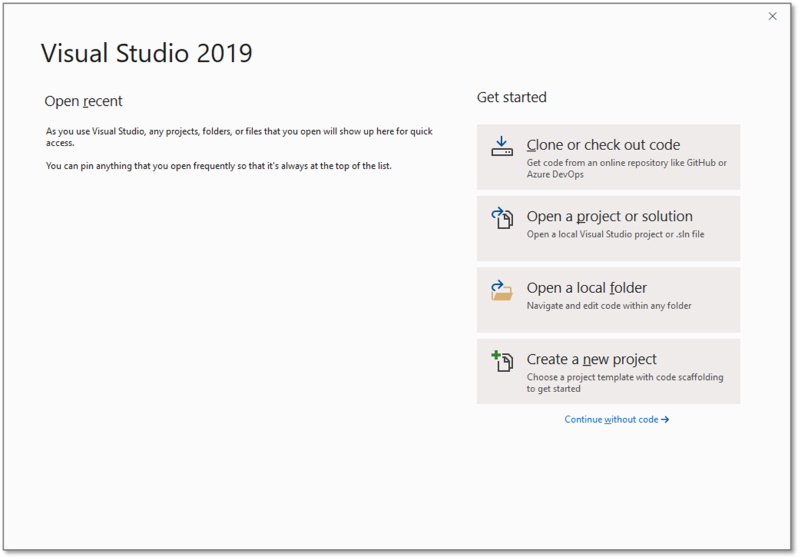 Visual Studio 2019
Open recent
As you use Visual Studio, any projects, folders, or files that you open will show up here for quick
access.
You can pin anything that you open frequently so that it's always at the top of the list.
Get started
Clone or check out code
Get code from an online repository like GitHub or
Azure DevOps
Open a project or solution
Open a local Visual Studio project or .sln file
Open a local folder
Navigate and edit code within any folder
Create a new project
Choose a project template with code scaffolding
to get started
Continue without code →